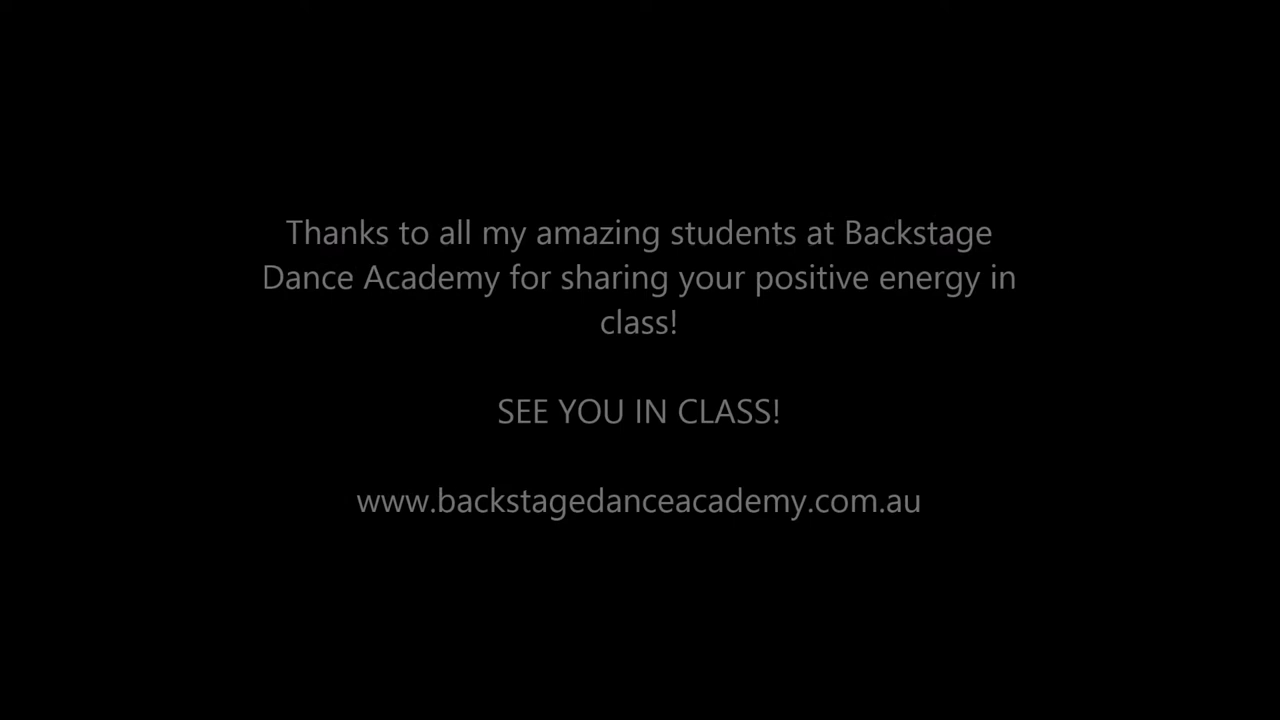 Thanks to all my amazing students at Backstage
Dance Academy for sharing your positive energy in
class!
SEE YOU IN CLASS!
www.backstagedanceacademy.com.au